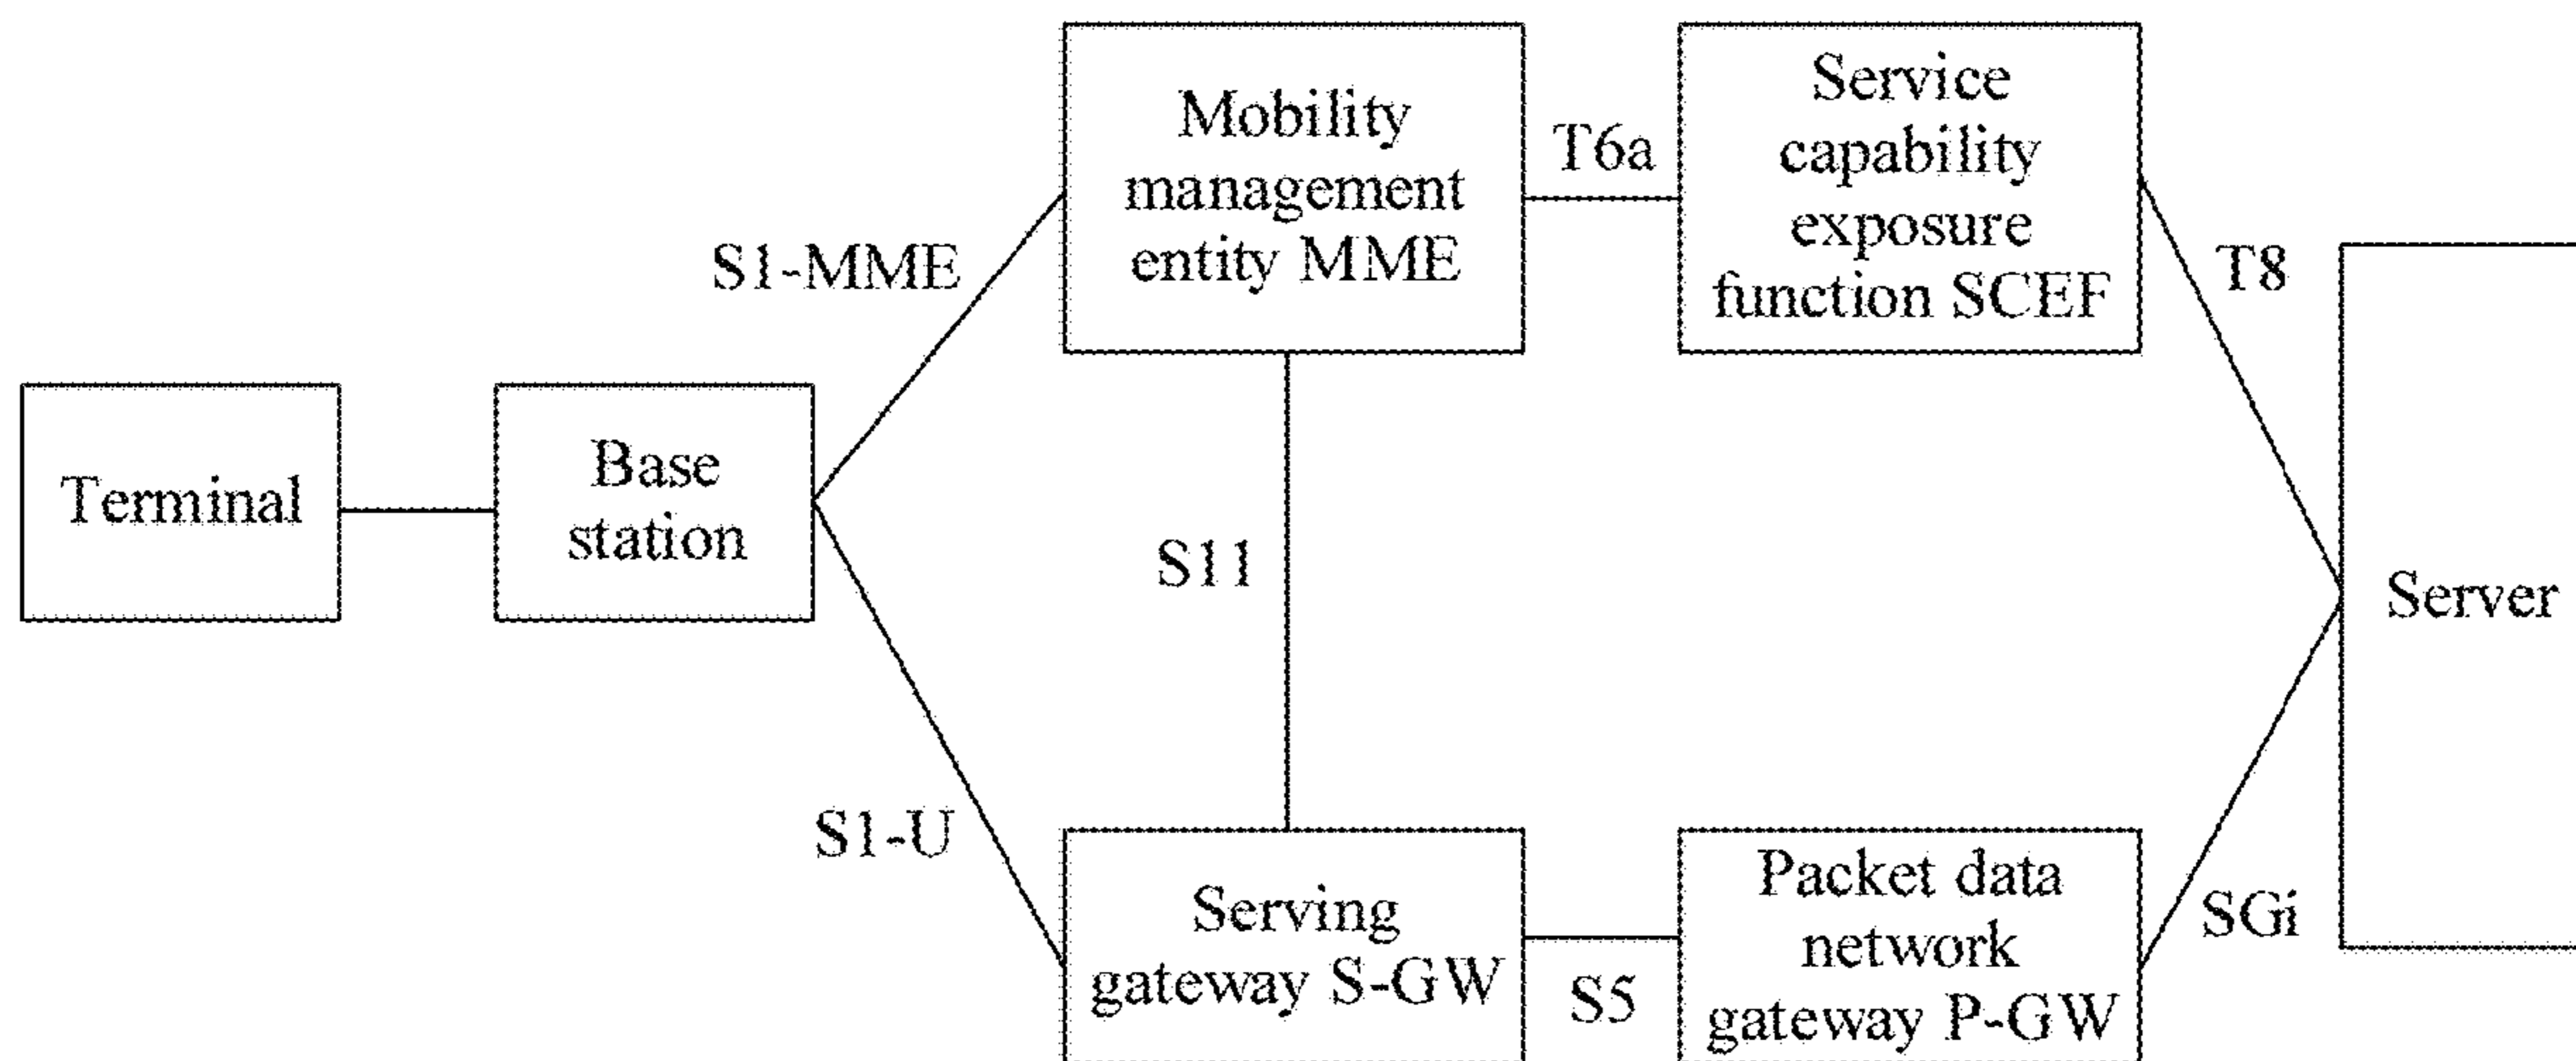 Terminal
Base
station
S1-MME
S1-U
Mobility
management
entity MME
S11
Serving
gateway S-GW
T6a
S5
Service
capability
exposure
function SCEF
Packet data
network
gateway P-GW
T8
SGi
Server